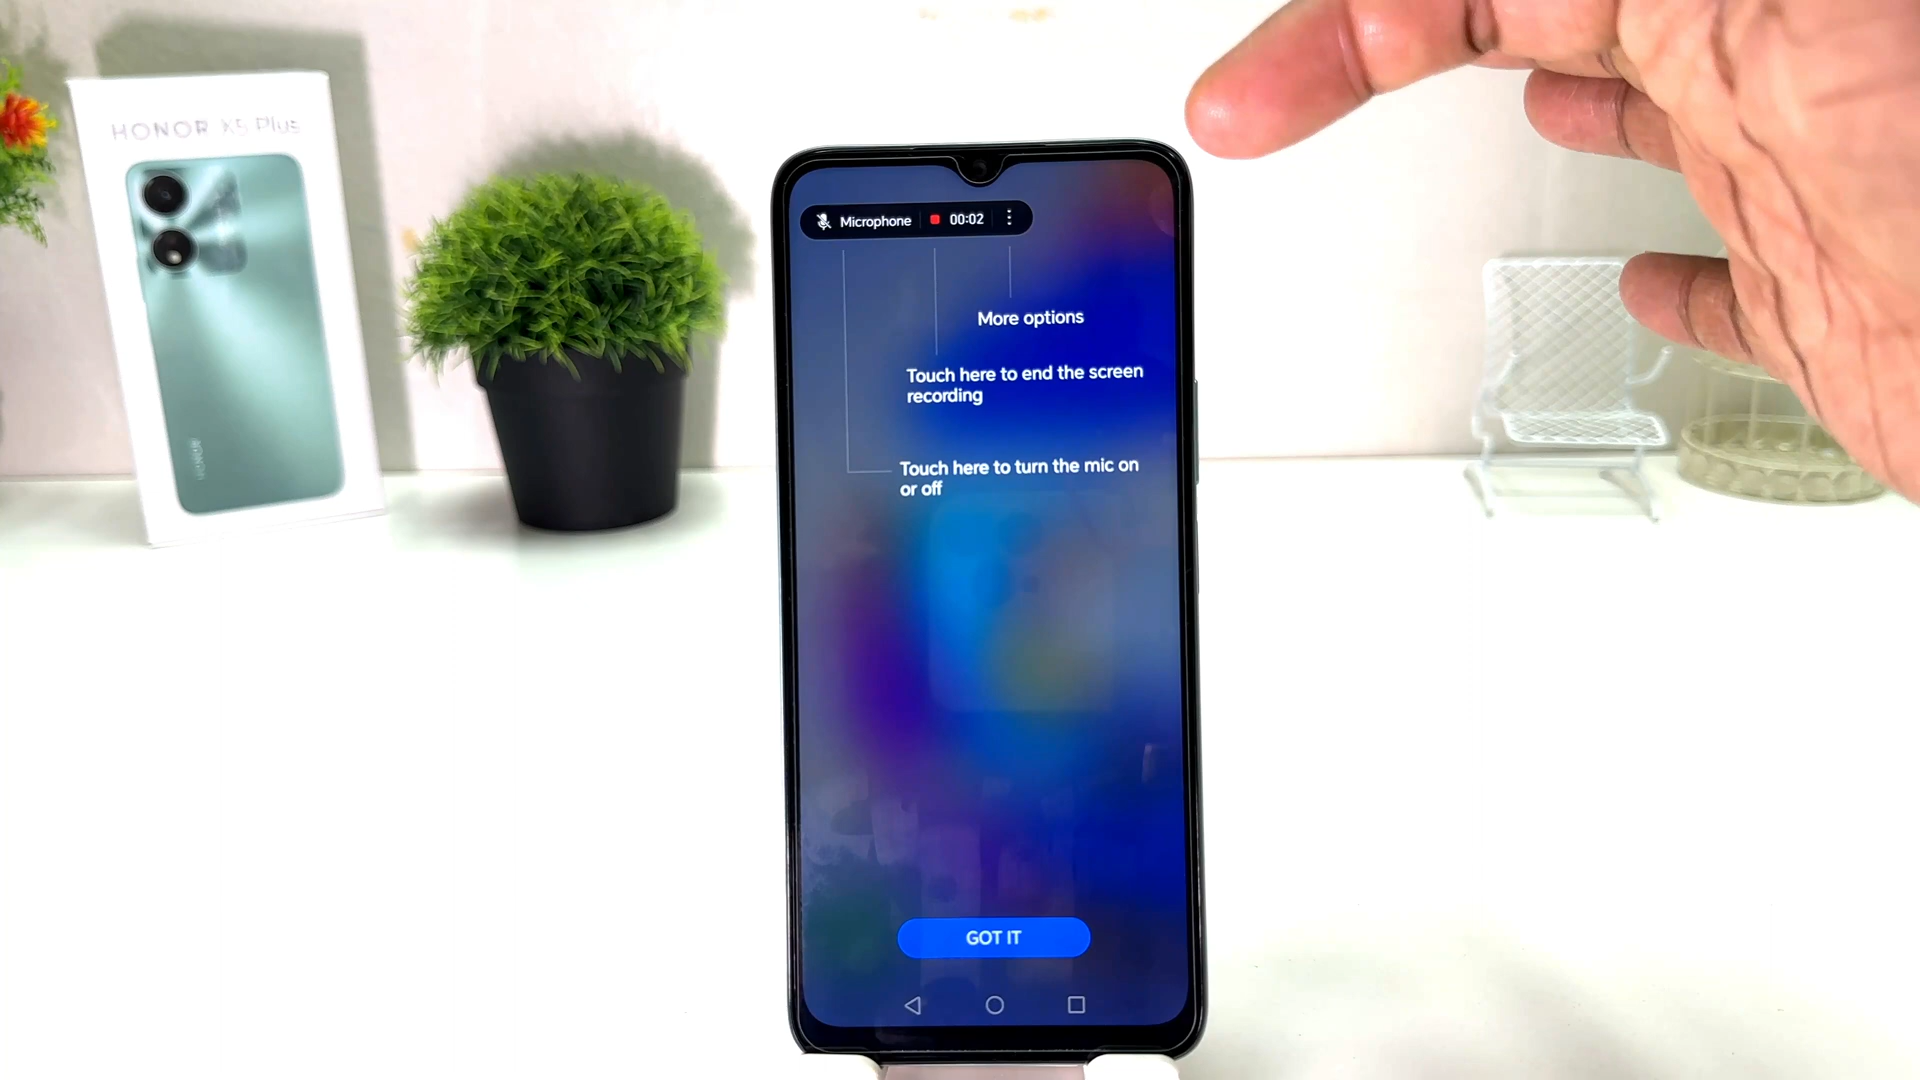 HONOR X5 Plus
HONOR
Microphone 00:02
More options
Touch here to end the screen
recording
Touch here to turn the mic on
or off
GOT IT